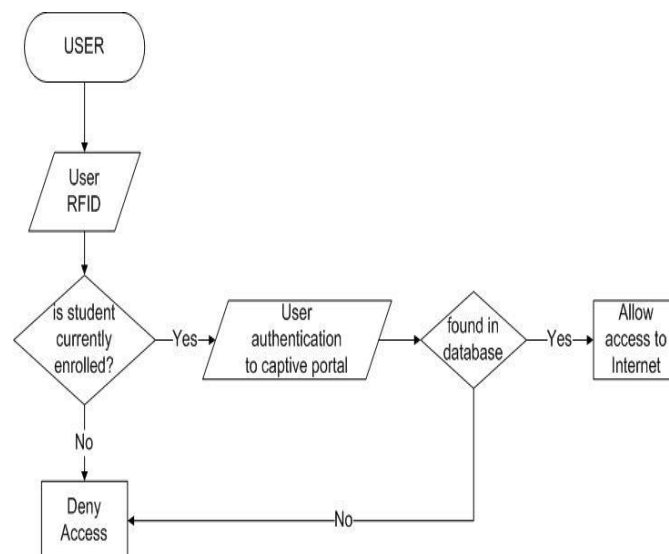 USER
User
RFID
is student
currently
enrolled?
Yes
User
authentication
to captive portal
found in
database
Yes
Allow
access to
Internet
No
Deny
Access
No